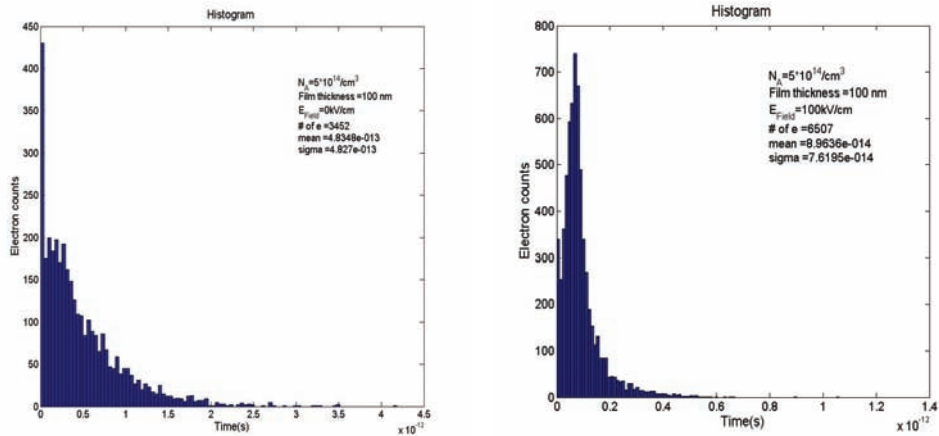 Histogram
N_A=5*10^14/cm^3
Film thickness =100 nm
E_Field=0kV/cm
# of e =3452
mean =4.8348e-013
sigma =4.827e-013
Electron counts
450
400
350
300
250
200
150
100
50
0
0 0.5 1 1.5 2 2.5 3 3.5 4 4.5
Time(s)
x 10^-12
Histogram
N_A=5*10^14/cm^3
Film thickness =100 nm
E_Field=100kV/cm
# of e =6507
mean =8.9636e-014
sigma =7.6195e-014
Electron counts
800
700
600
500
400
300
200
100
0
0 0.2 0.4 0.6 0.8 1 1.2 1.4
Time(s)
x 10^-12